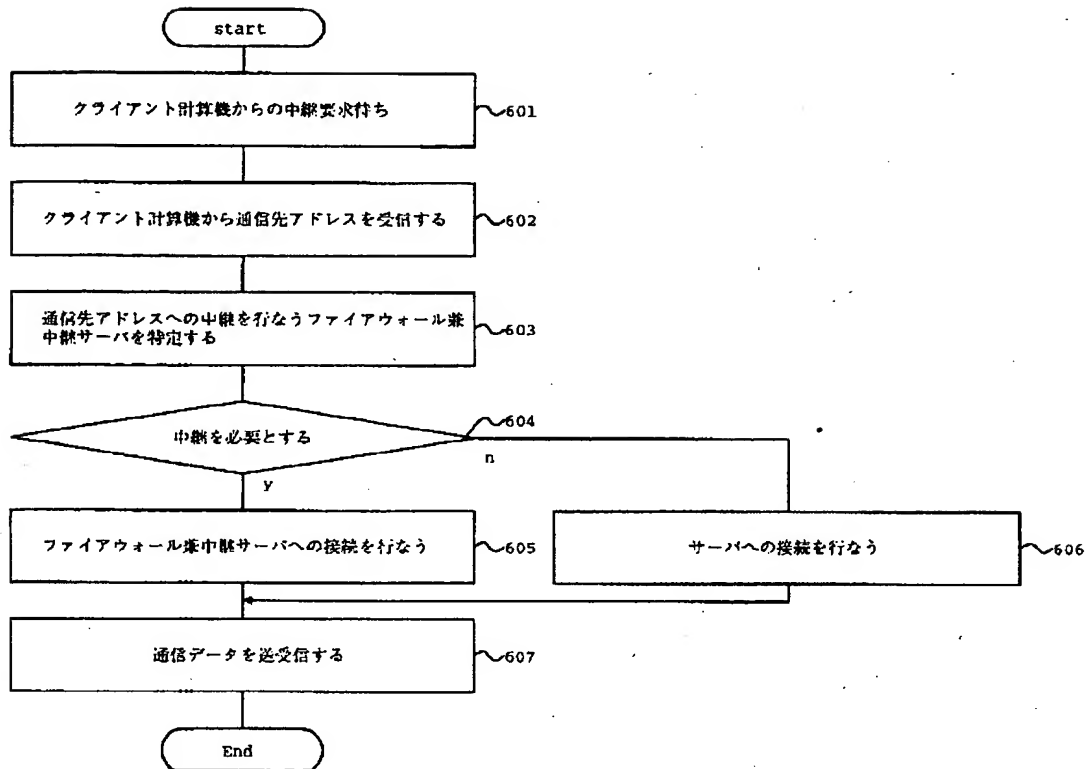 start
クライアント計算機からの中継要求待ち
601
クライアント計算機から通信先アドレスを受信する
602
通信先アドレスへの中継を行なうファイアウォール兼
中継サーバを特定する
603
中継を必要とする
604
n
y
ファイアウォール兼中継サーバへの接続を行なう
605
サーバへの接続を行なう
606
通信データを送受信する
607
End